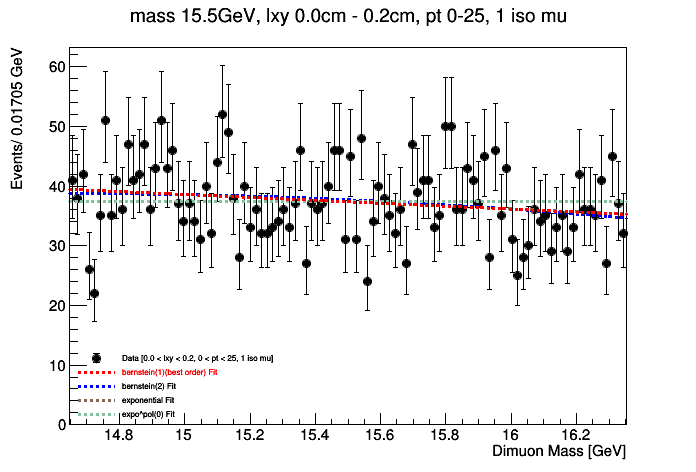 mass 15.5GeV, lxy 0.0cm - 0.2cm, pt 0-25, 1 iso mu
Events/ 0.01705 GeV
60
50
40
30
20
10
0
Data [0.0 < lxy < 0.2, 0 < pt < 25, 1 iso mu]
bernstein(1)(best order) Fit
bernstein(2) Fit
exponential Fit
expo*pol(0) Fit
14.8 15 15.2 15.4 15.6 15.8 16 16.2
Dimuon Mass [GeV]